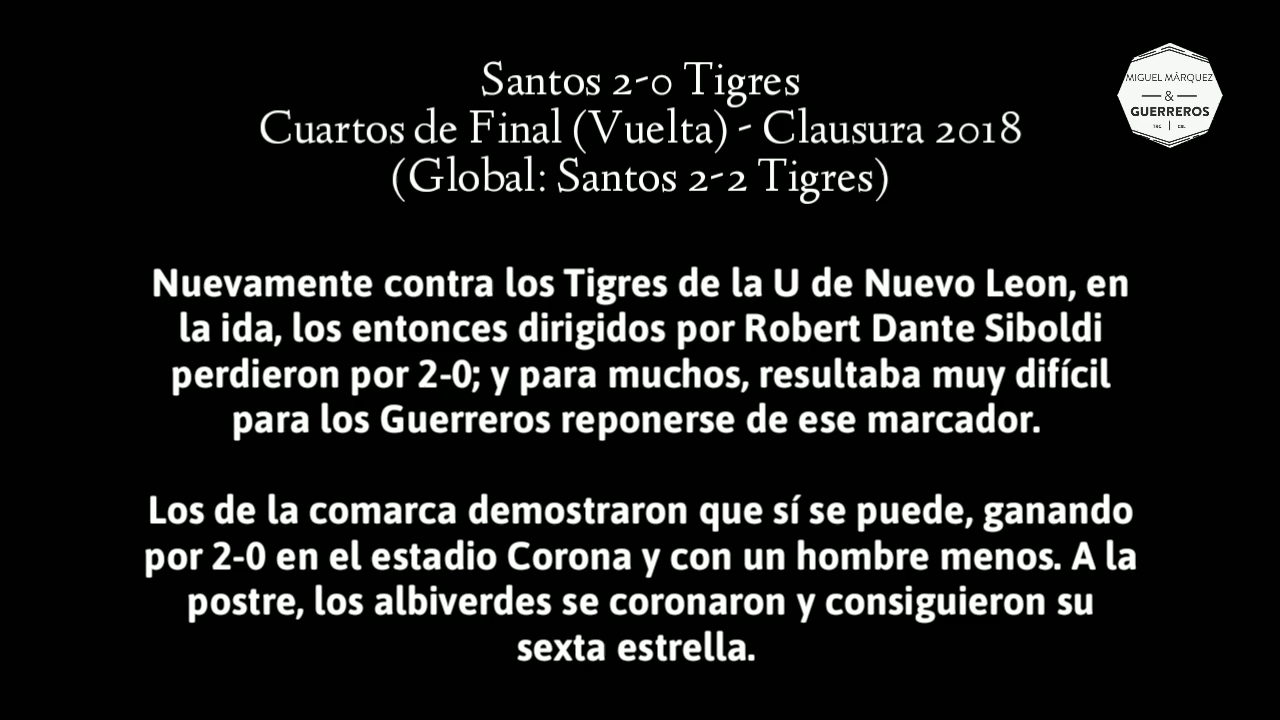 Santos 2-0 Tigres
Cuartos de Final (Vuelta) - Clausura 2018
(Global: Santos 2-2 Tigres)
MIGUEL MÁRQUEZ
&
GUERREROS
TRC | CSL
Nuevamente contra los Tigres de la U de Nuevo Leon, en
la ida, los entonces dirigidos por Robert Dante Siboldi
perdieron por 2-0; y para muchos, resultaba muy difícil
para los Guerreros reponerse de ese marcador.
Los de la comarca demostraron que sí se puede, ganando
por 2-0 en el estadio Corona y con un hombre menos. A la
postre, los albiverdes se coronaron y consiguieron su
sexta estrella.